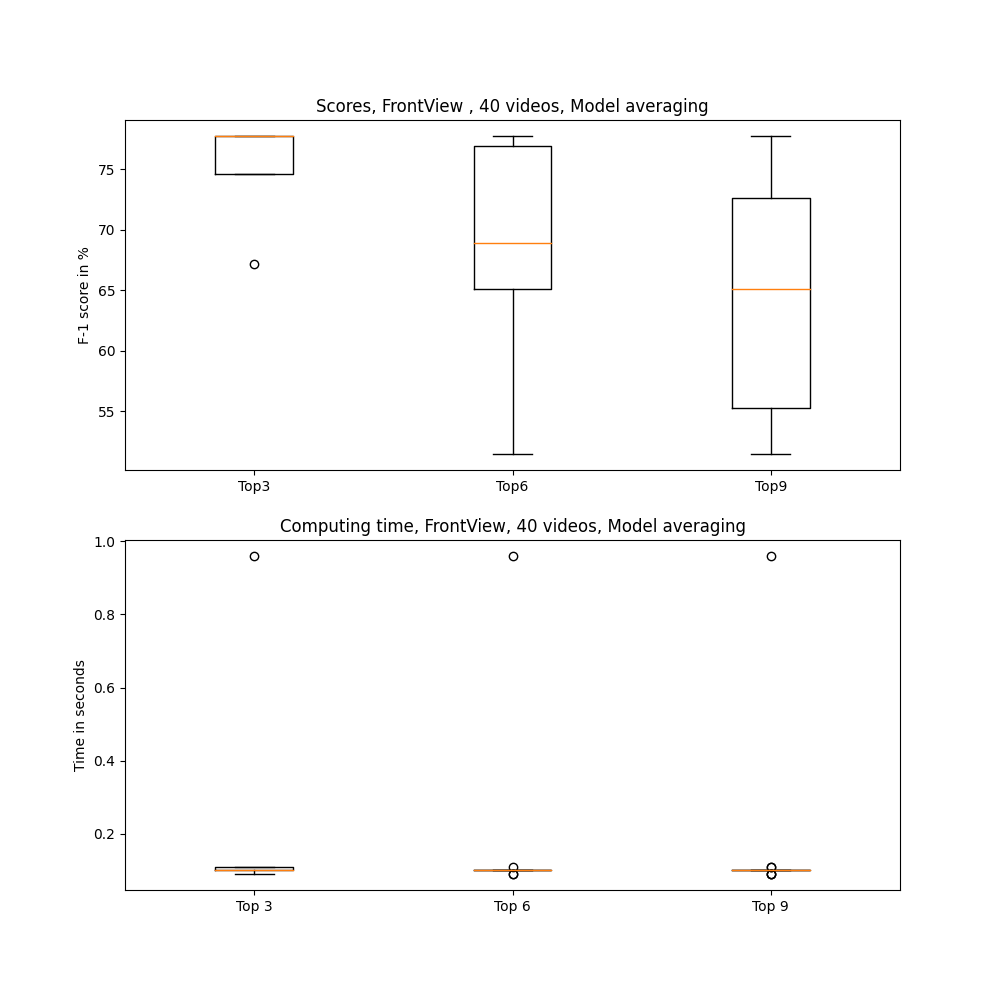 Scores, FrontView , 40 videos, Model averaging
F-1 score in %
75
70
65
60
55
Top3
Top6
Top9
Computing time, FrontView, 40 videos, Model averaging
Time in seconds
1.0
0.8
0.6
0.4
0.2
Top 3
Top 6
Top 9